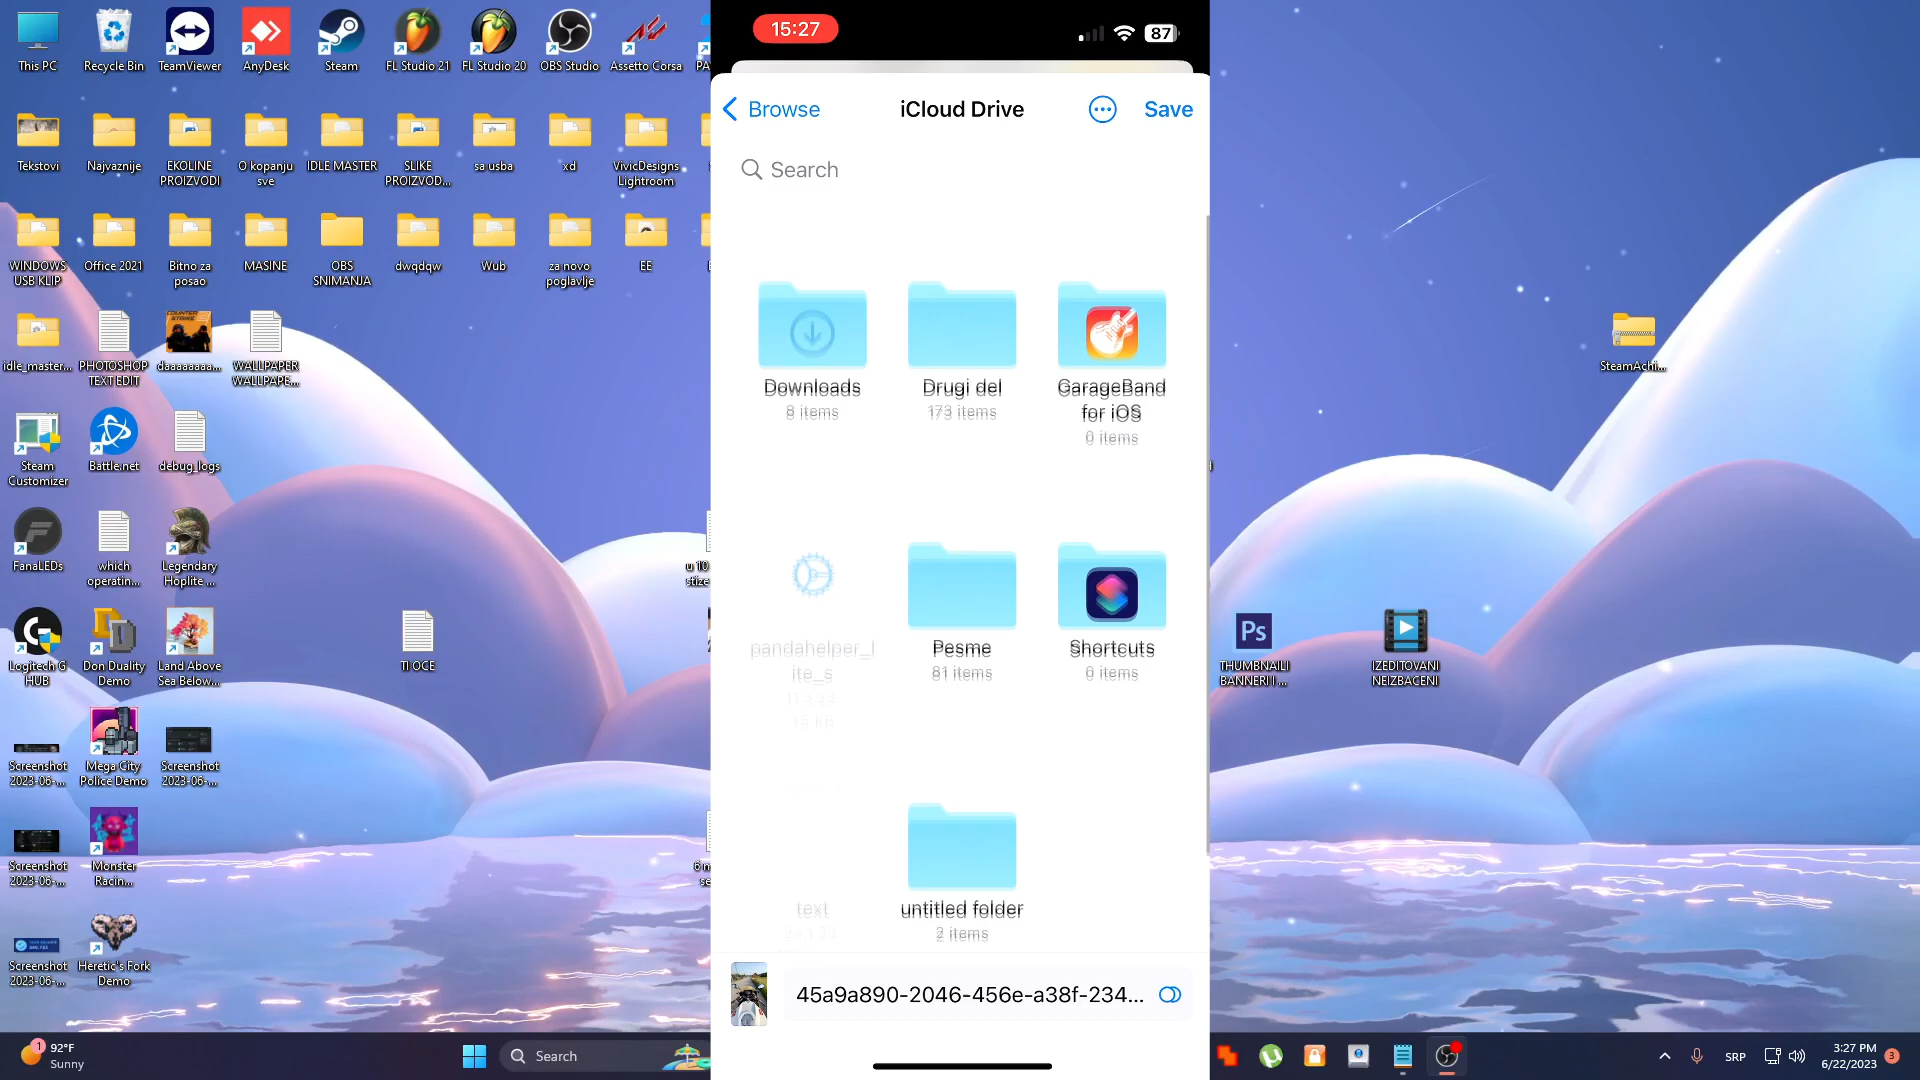 This PC
Recycle Bin
TeamViewer
AnyDesk
Steam
FL Studio 21
FL Studio 20
OBS Studio
Assetto Corsa
Tekstovi
Najvaznije
EKOLINE
PROIZVODI
O kopanju
sve
IDLE MASTER
SLIKE
PROIZVOD...
sa usba
xd
VivicDesigns
Lightroom
WINDOWS
USB KLIP
Office 2021
Bitno za
posao
MASINE
OBS
SNIMANJA
dwqdqw
Wub
za novo
poglavlje
EE
idle_master...
PHOTOSHOP
TEXT EDIT
COUNTER
STRIKE
daaaaaaaa...
WALLPAPER
WALLPAPE...
Steam
Customizer
Battle.net
debug_logs
FanaLEDs
which
operatin...
Legendary
Hoplite ...
Logitech G
HUB
Don Duality
Demo
Land Above
Sea Below...
TI OCE
Screenshot
2023-06-...
Mega City
Police Demo
Screenshot
2023-06-...
Screenshot
2023-06-...
Monster
Racin...
Screenshot
2023-06-...
Heretic's Fork
Demo
u 10
stize
15:27
87
Browse
iCloud Drive
Save
Search
Downloads
8 items
Drugi del
173 items
GarageBand
for iOS
0 items
pandahelper_l
ite_s
Pesme
81 items
Shortcuts
0 items
text
untitled folder
2 items
45a9a890-2046-456e-a38f-234...
SteamAchi...
Ps
THUMBNAILI
BANNERI I ...
IZEDITOVANI
NEIZBACENI
1
92°F
Sunny
Search
SRP
3:27 PM
6/22/2023
3